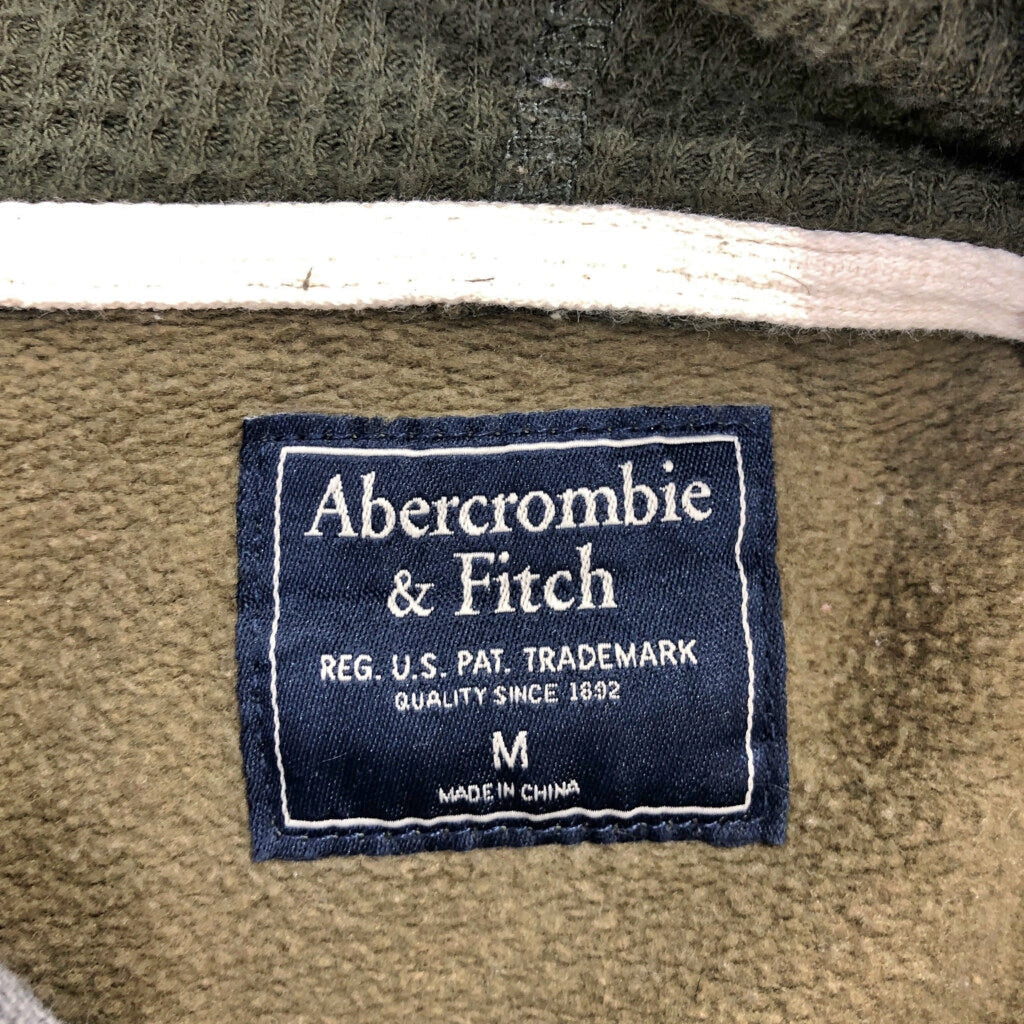 Abercrombie
& Fitch
REG. U.S. PAT. TRADEMARK
QUALITY SINCE 1892
M
MADE IN CHINA